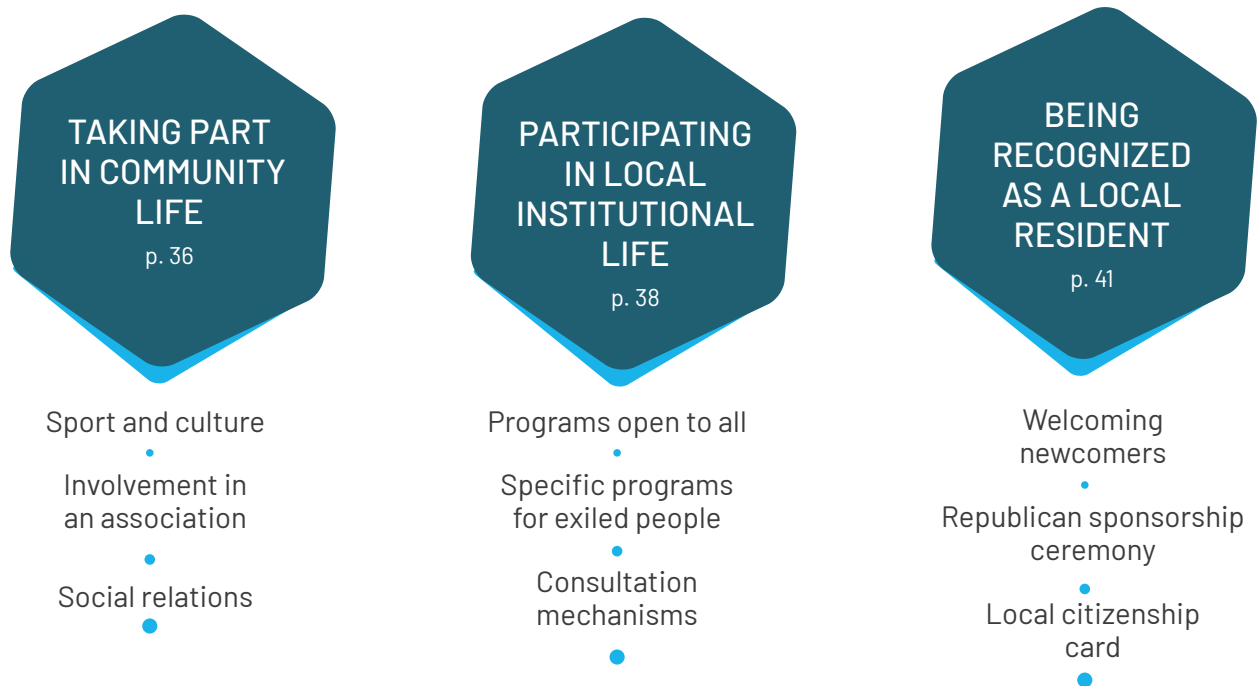 TAKING PART
IN COMMUNITY
LIFE
p. 36
Sport and culture
Involvement in
an association
Social relations
PARTICIPATING
IN LOCAL
INSTITUTIONAL
LIFE
p. 38
Programs open to all
Specific programs
for exiled people
Consultation
mechanisms
BEING
RECOGNIZED
AS A LOCAL
RESIDENT
p. 41
Welcoming
newcomers
Republican sponsorship
ceremony
Local citizenship
card